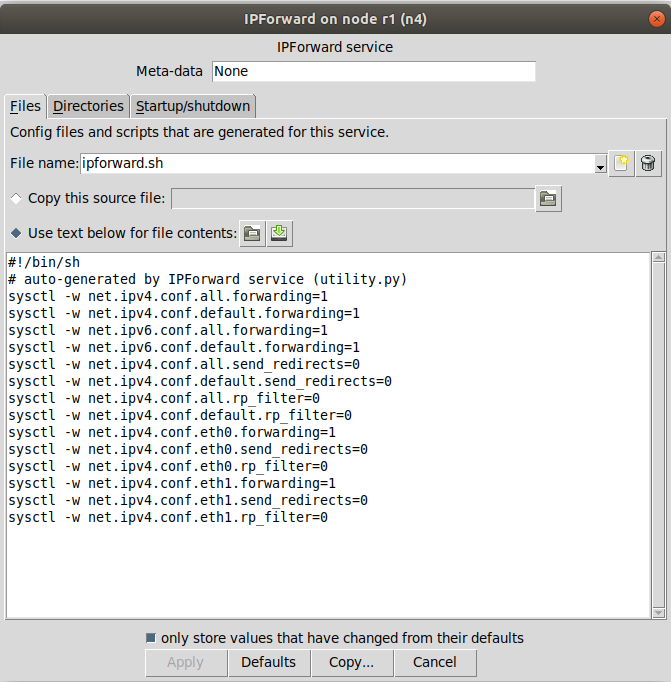 IPForward on node r1 (n4)
IPForward service
Meta-data None
Files Directories Startup/shutdown
Config files and scripts that are generated for this service.
File name: ipforward.sh
Copy this source file:
Use text below for file contents:
#!/bin/sh
# auto-generated by IPForward service (utility.py)
sysctl -w net.ipv4.conf.all.forwarding=1
sysctl -w net.ipv4.conf.default.forwarding=1
sysctl -w net.ipv6.conf.all.forwarding=1
sysctl -w net.ipv6.conf.default.forwarding=1
sysctl -w net.ipv4.conf.all.send_redirects=0
sysctl -w net.ipv4.conf.default.send_redirects=0
sysctl -w net.ipv4.conf.all.rp_filter=0
sysctl -w net.ipv4.conf.default.rp_filter=0
sysctl -w net.ipv4.conf.eth0.forwarding=1
sysctl -w net.ipv4.conf.eth0.send_redirects=0
sysctl -w net.ipv4.conf.eth0.rp_filter=0
sysctl -w net.ipv4.conf.eth1.forwarding=1
sysctl -w net.ipv4.conf.eth1.send_redirects=0
sysctl -w net.ipv4.conf.eth1.rp_filter=0
only store values that have changed from their defaults
Apply Defaults Copy... Cancel